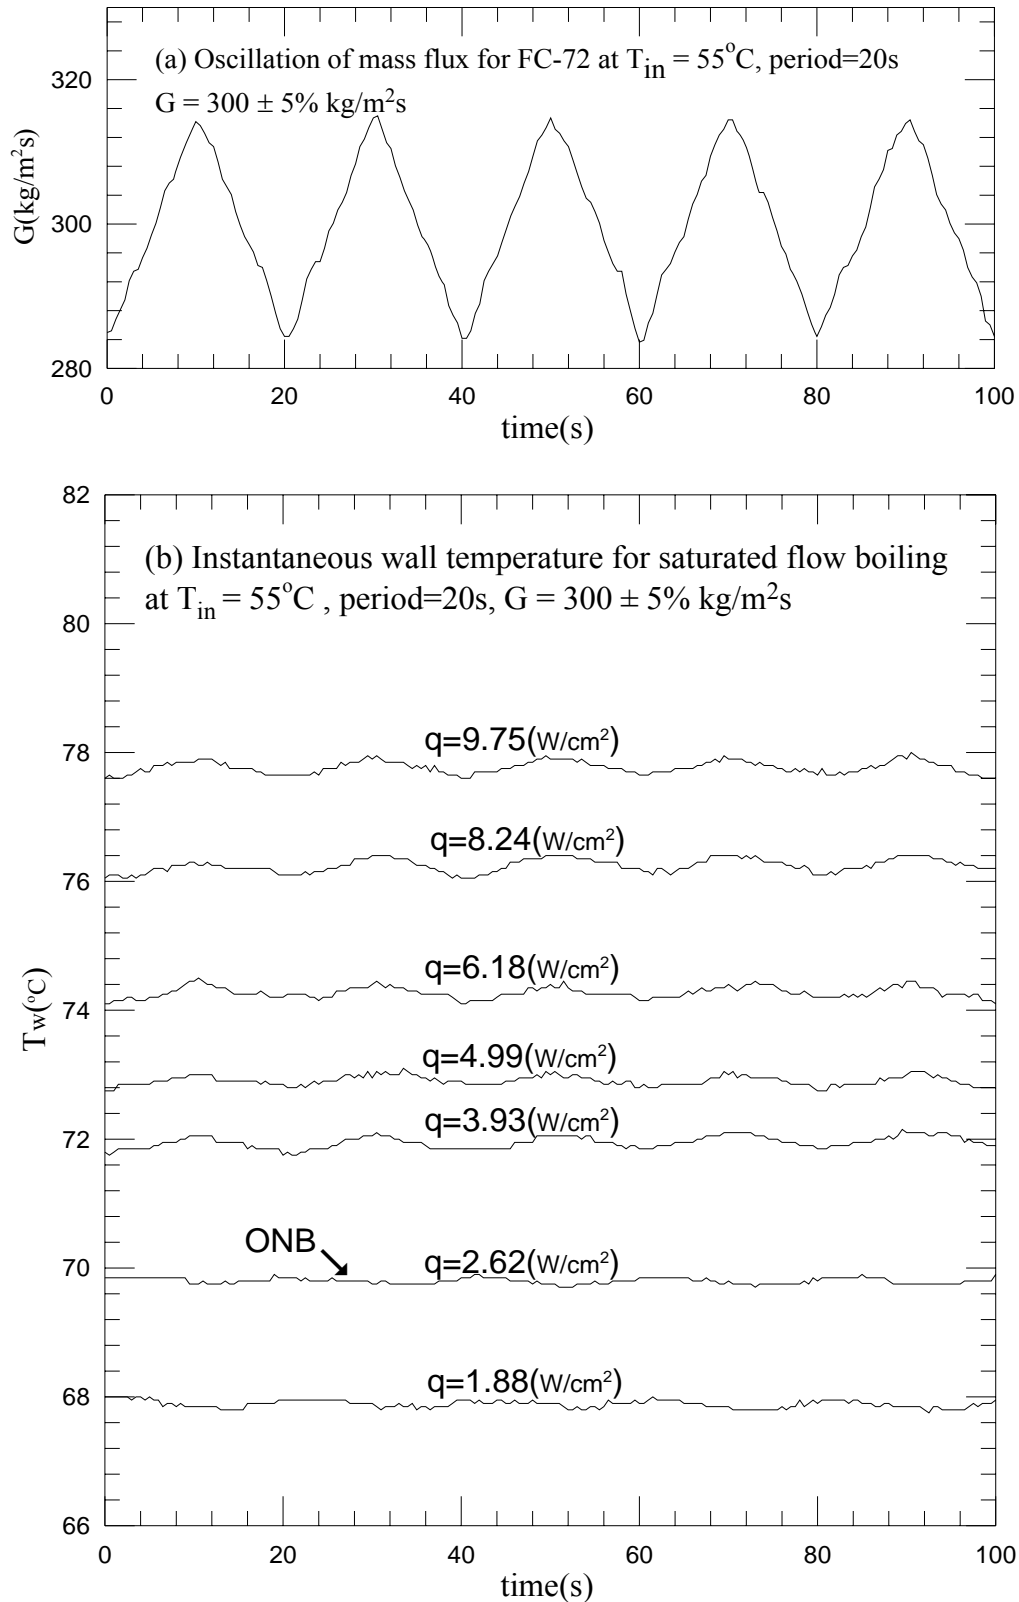 (a) Oscillation of mass flux for FC-72 at Tin = 55°C, period=20s
G = 300 ± 5% kg/m²s
G(kg/m²s)
320
300
280
0 20 40 60 80 100
time(s)
82
(b) Instantaneous wall temperature for saturated flow boiling
at Tin = 55°C , period=20s, G = 300 ± 5% kg/m²s
80
q=9.75(W/cm²)
78
q=8.24(W/cm²)
76
q=6.18(W/cm²)
74
Tw(°C)
q=4.99(W/cm²)
q=3.93(W/cm²)
72
ONB
q=2.62(W/cm²)
70
q=1.88(W/cm²)
68
66
0 20 40 60 80 100
time(s)